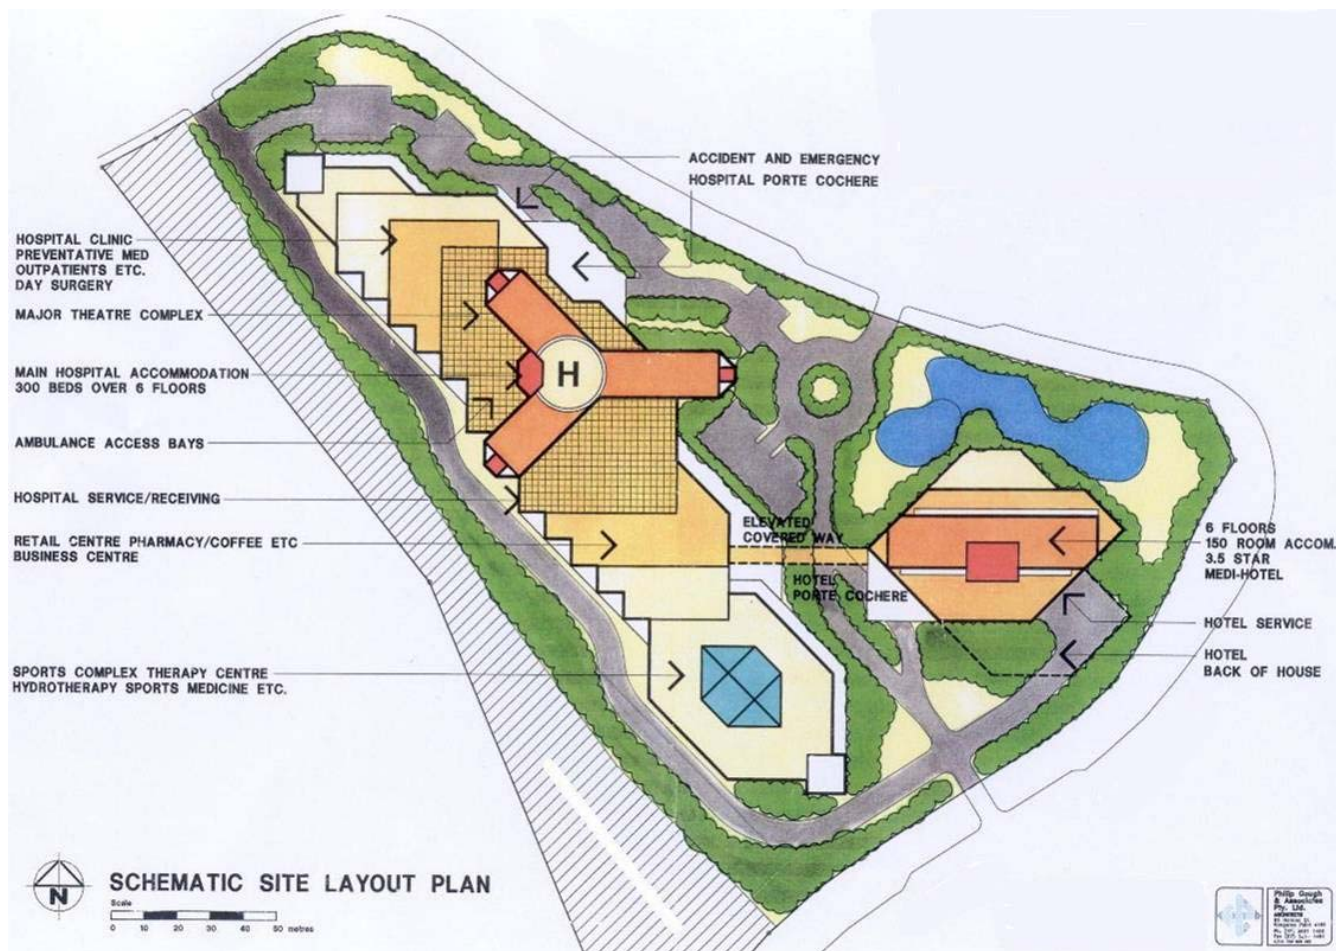 ACCIDENT AND EMERGENCY
HOSPITAL PORTE COCHERE
HOSPITAL CLINIC
PREVENTATIVE MED
OUTPATIENTS ETC.
DAY SURGERY
MAJOR THEATRE COMPLEX
MAIN HOSPITAL ACCOMMODATION
300 BEDS OVER 6 FLOORS
H
AMBULANCE ACCESS BAYS
HOSPITAL SERVICE/RECEIVING
RETAIL CENTRE PHARMACY/COFFEE ETC
BUSINESS CENTRE
ELEVATED
COVERED WAY
HOTEL
PORTE COCHERE
6 FLOORS
150 ROOM ACCOM.
3.5 STAR
MEDI-HOTEL
HOTEL SERVICE
HOTEL
BACK OF HOUSE
SPORTS COMPLEX THERAPY CENTRE
HYDROTHERAPY SPORTS MEDICINE ETC.
N
SCHEMATIC SITE LAYOUT PLAN
Scale
0 10 20 30 40 50 metres
Philip Gough
& Associates
Pty. Ltd.
ARCHITECTS